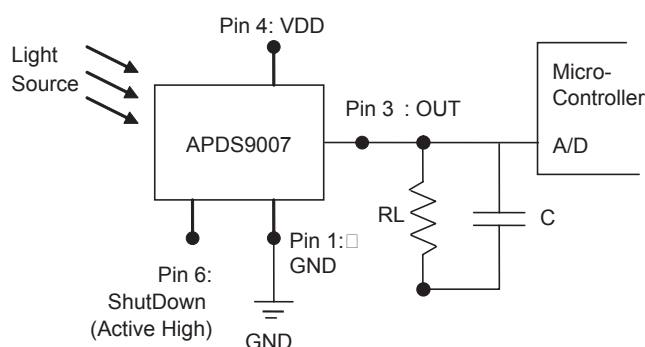 Pin 4: VDD
Light
Source
Micro-
Controller
Pin 3 : OUT
APDS9007
A/D
RL
C
Pin 1:□
GND
Pin 6:
ShutDown
(Active High)
GND